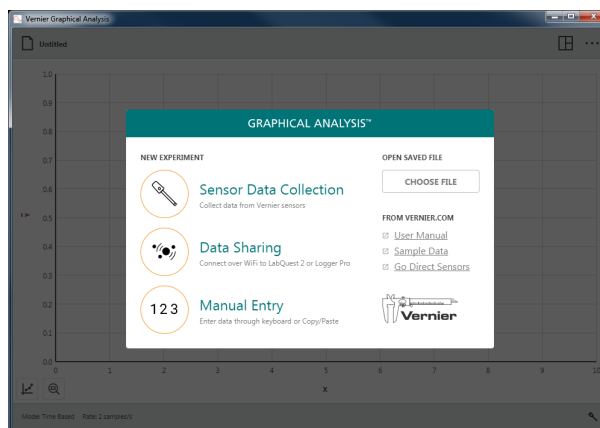 Vernier Graphical Analysis
Untitled
GRAPHICAL ANALYSIS™
NEW EXPERIMENT
Sensor Data Collection
Collect data from Vernier sensors
Data Sharing
Connect over WiFi to LabQuest 2 or Logger Pro
123
Manual Entry
Enter data through keyboard or Copy/Paste
OPEN SAVED FILE
CHOOSE FILE
FROM VERNIER.COM
User Manual
Sample Data
Go Direct Sensors
Vernier
1.0
0.9
0.8
0.7
0.6
0.5
0.4
0.3
0.2
0.1
0.0
Y
0 1 2 3 4 5 6 7 8 9 10
X
Mode: Time Based Rate: 2 samples/s